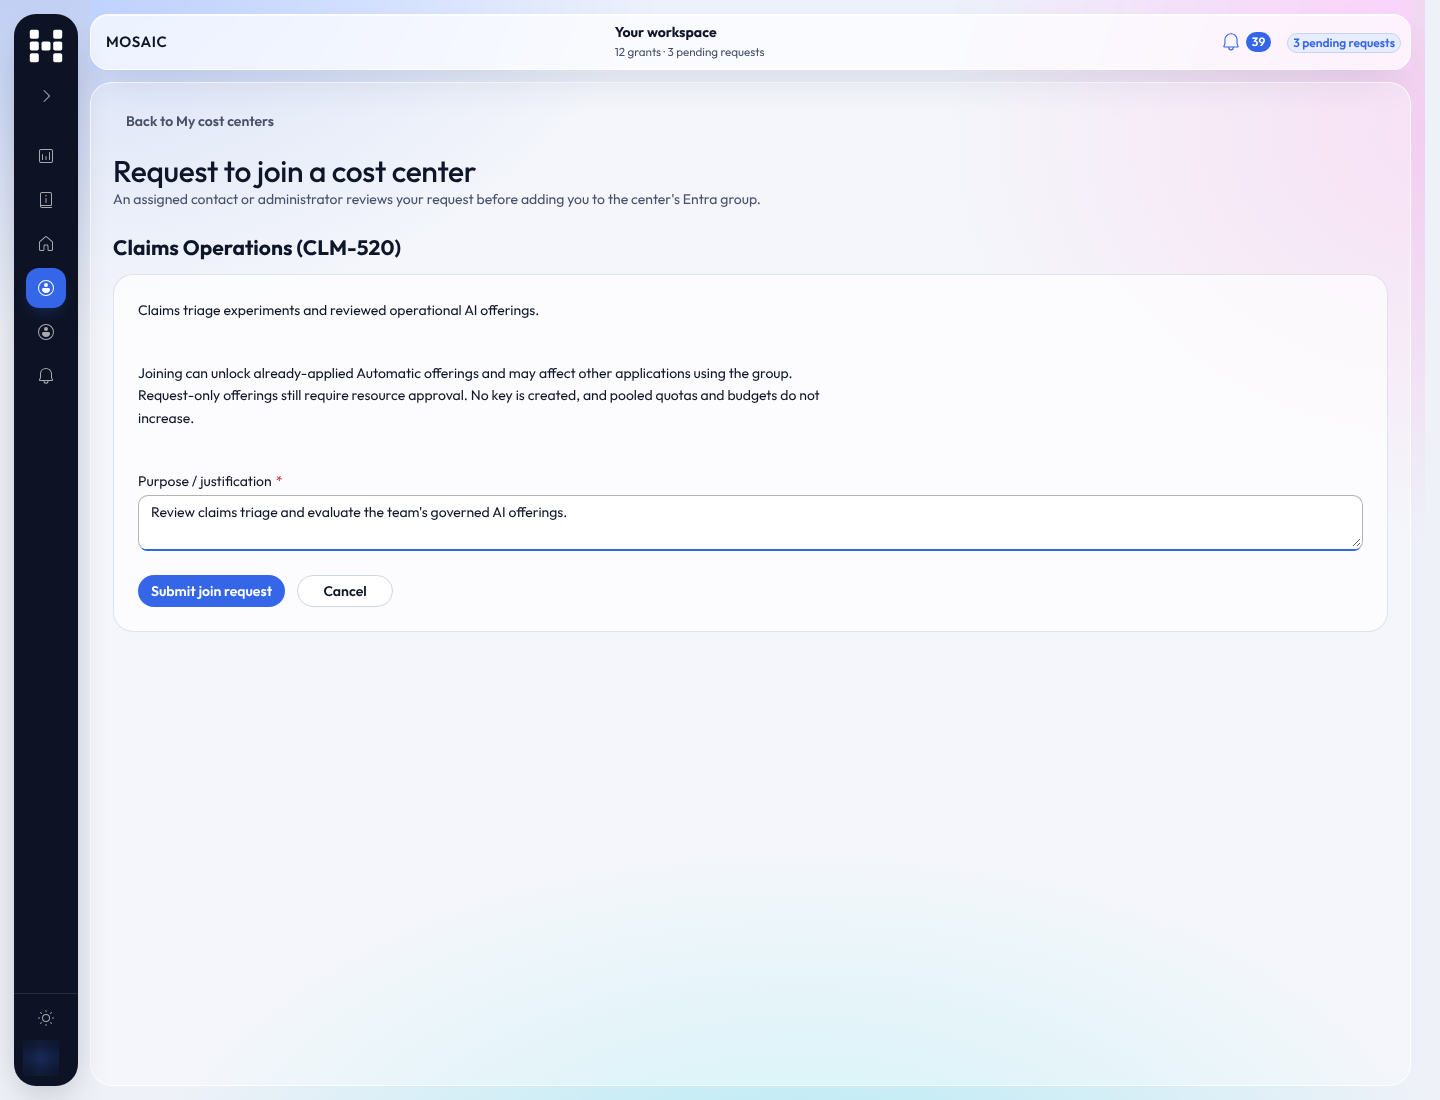 MOSAIC
Your workspace
12 grants · 3 pending requests
39
3 pending requests
Back to My cost centers
Request to join a cost center
An assigned contact or administrator reviews your request before adding you to the center's Entra group.
Claims Operations (CLM-520)
Claims triage experiments and reviewed operational AI offerings.
Joining can unlock already-applied Automatic offerings and may affect other applications using the group.
Request-only offerings still require resource approval. No key is created, and pooled quotas and budgets do not
increase.
Purpose / justification *
Review claims triage and evaluate the team's governed AI offerings.
Submit join request
Cancel